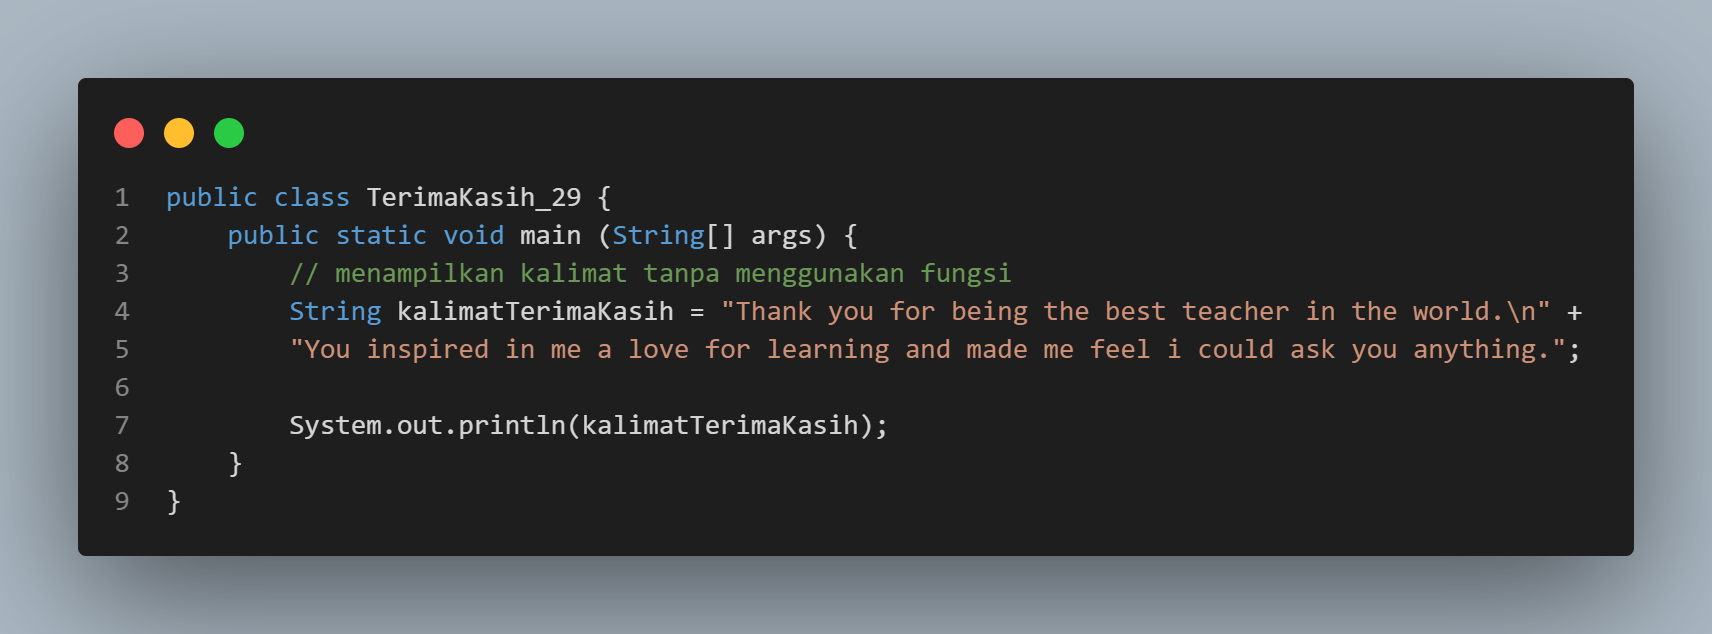 1 public class TerimaKasih_29 {
2     public static void main (String[] args) {
3         // menampilkan kalimat tanpa menggunakan fungsi
4         String kalimatTerimaKasih = "Thank you for being the best teacher in the world.\n" +
5         "You inspired in me a love for learning and made me feel i could ask you anything.";
6
7         System.out.println(kalimatTerimaKasih);
8     }
9 }